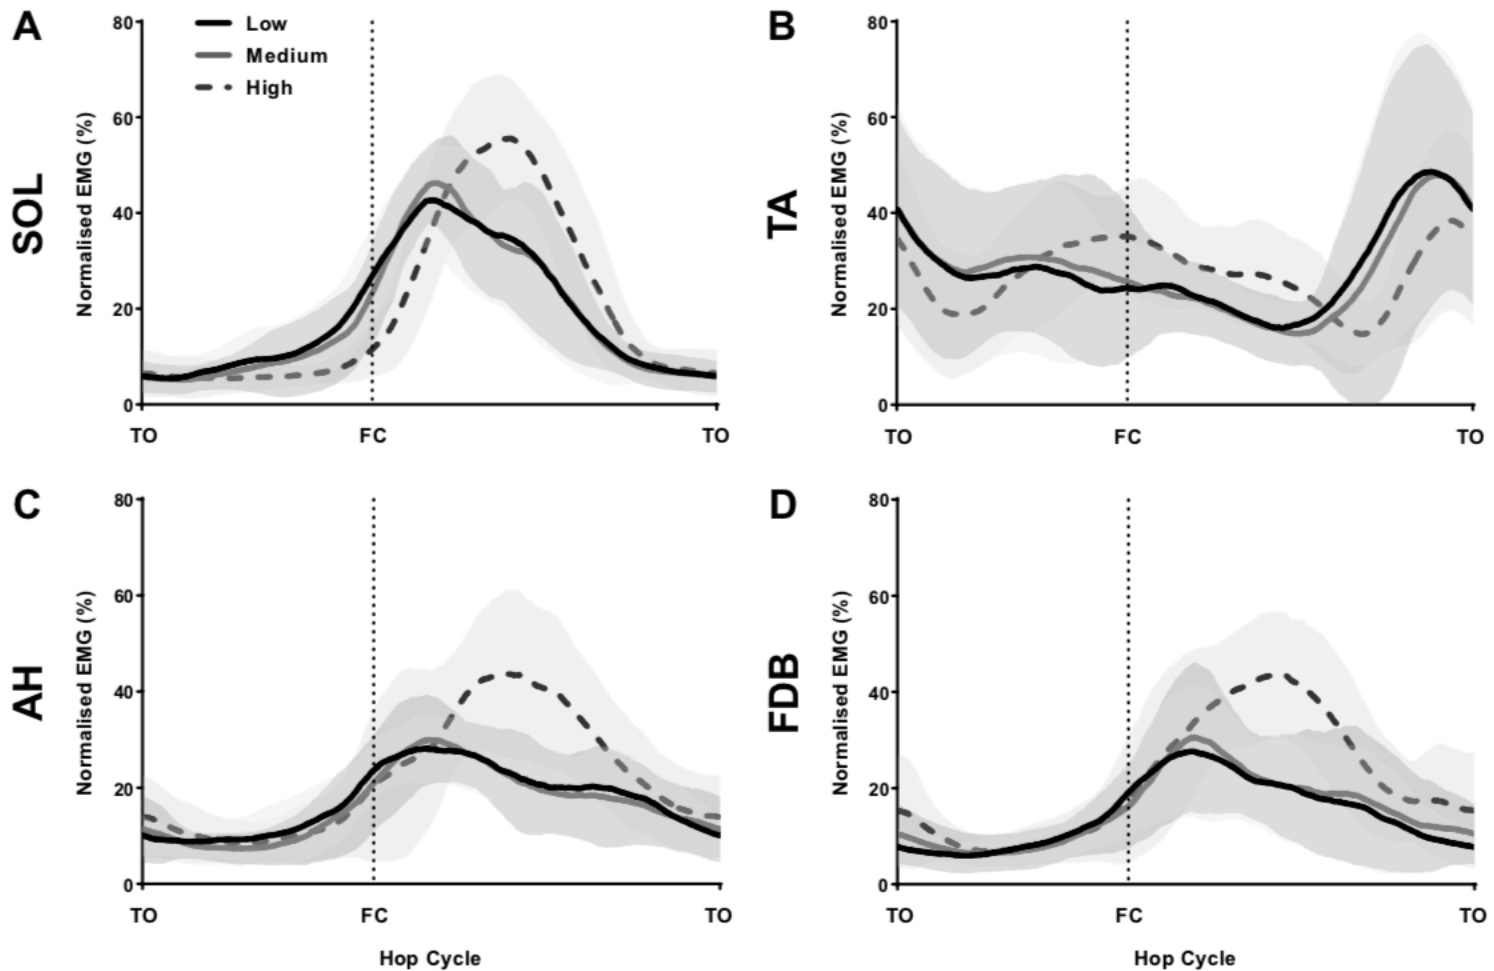 A
SOL
Normalised EMG (%)
80
60
40
20
0
Low
Medium
High
TO
FC
TO
B
TA
Normalised EMG (%)
80
60
40
20
0
TO
FC
TO
C
AH
Normalised EMG (%)
80
60
40
20
0
TO
FC
TO
Hop Cycle
D
FDB
Normalised EMG (%)
80
60
40
20
0
TO
FC
TO
Hop Cycle